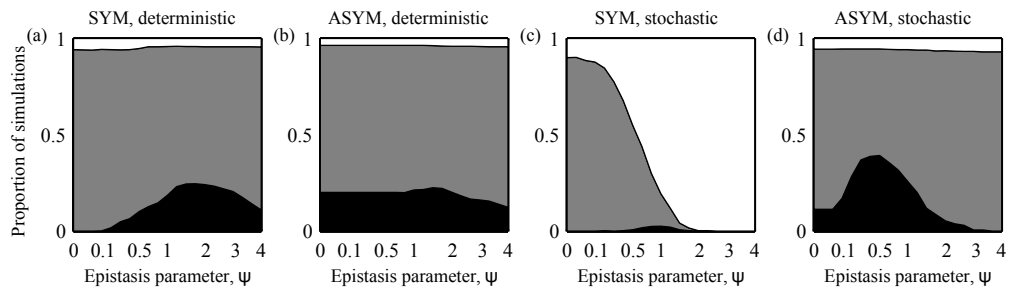 SYM, deterministic
ASYM, deterministic
SYM, stochastic
ASYM, stochastic
(a)
(b)
(c)
(d)
Proportion of simulations
1
0.5
0
0 0.1 0.5 1 2 3 4
Epistasis parameter, ψ
1
0.5
0
0 0.1 0.5 1 2 3 4
Epistasis parameter, ψ
1
0.5
0
0 0.1 0.5 1 2 3 4
Epistasis parameter, ψ
1
0.5
0
0 0.1 0.5 1 2 3 4
Epistasis parameter, ψ